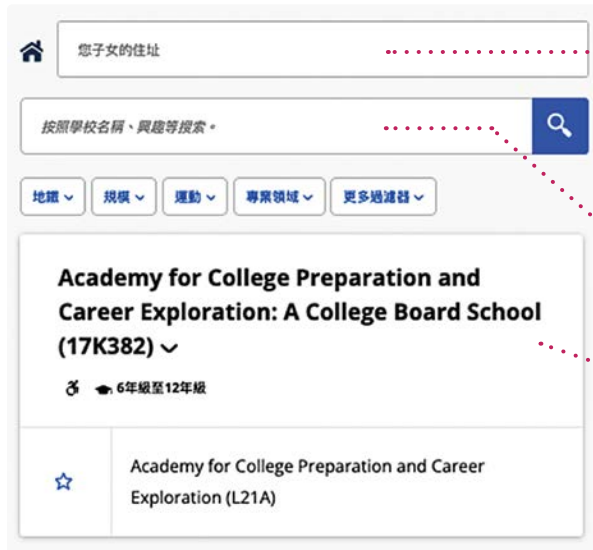 您子女的住址
按照學校名稱、興趣等搜索。
地鐵 規模 運動 專業領域 更多過濾器
Academy for College Preparation and
Career Exploration: A College Board School
(17K382)
6年級至12年級
Academy for College Preparation and Career
Exploration (L21A)